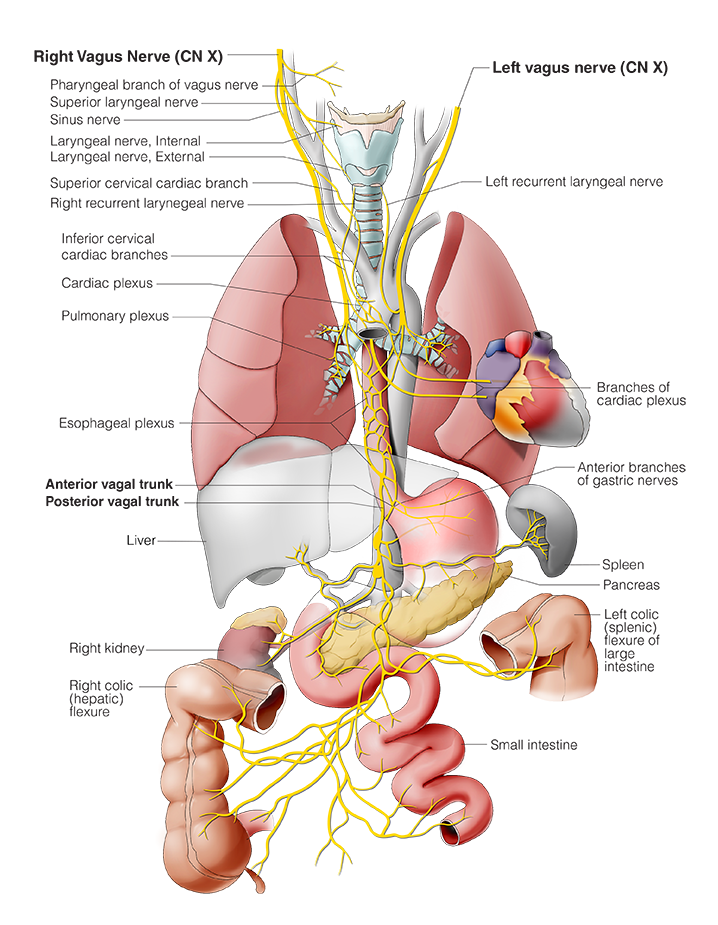 Right Vagus Nerve (CN X)
Left vagus nerve (CN X)
Pharyngeal branch of vagus nerve
Superior laryngeal nerve
Sinus nerve
Laryngeal nerve, Internal
Laryngeal nerve, External
Superior cervical cardiac branch
Left recurrent laryngeal nerve
Right recurrent larynegeal nerve
Inferior cervical
cardiac branches
Cardiac plexus
Pulmonary plexus
Branches of
cardiac plexus
Esophageal plexus
Anterior branches
of gastric nerves
Anterior vagal trunk
Posterior vagal trunk
Liver
Spleen
Pancreas
Left colic
(splenic)
flexure of
large
intestine
Right kidney
Right colic
(hepatic)
flexure
Small intestine